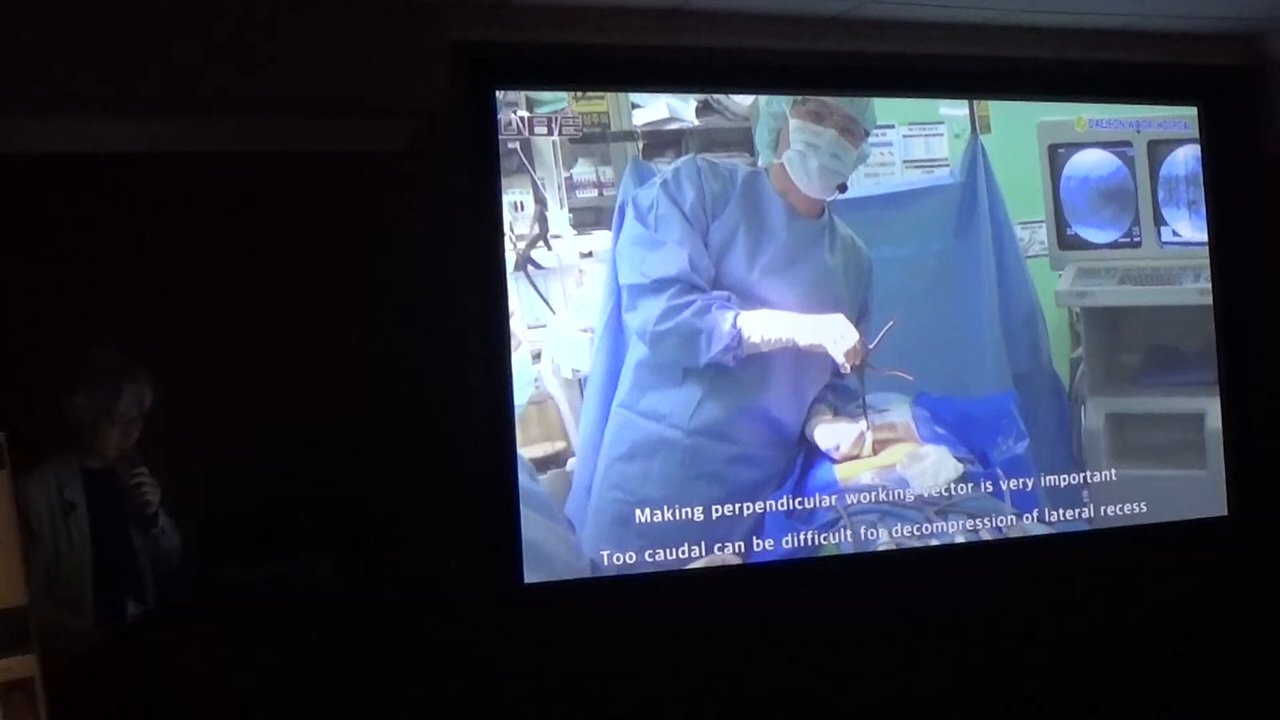 UBE
DAEJEON WOORI HOSPITAL
Making perpendicular working vector is very important
Too caudal can be difficult for decompression of lateral recess